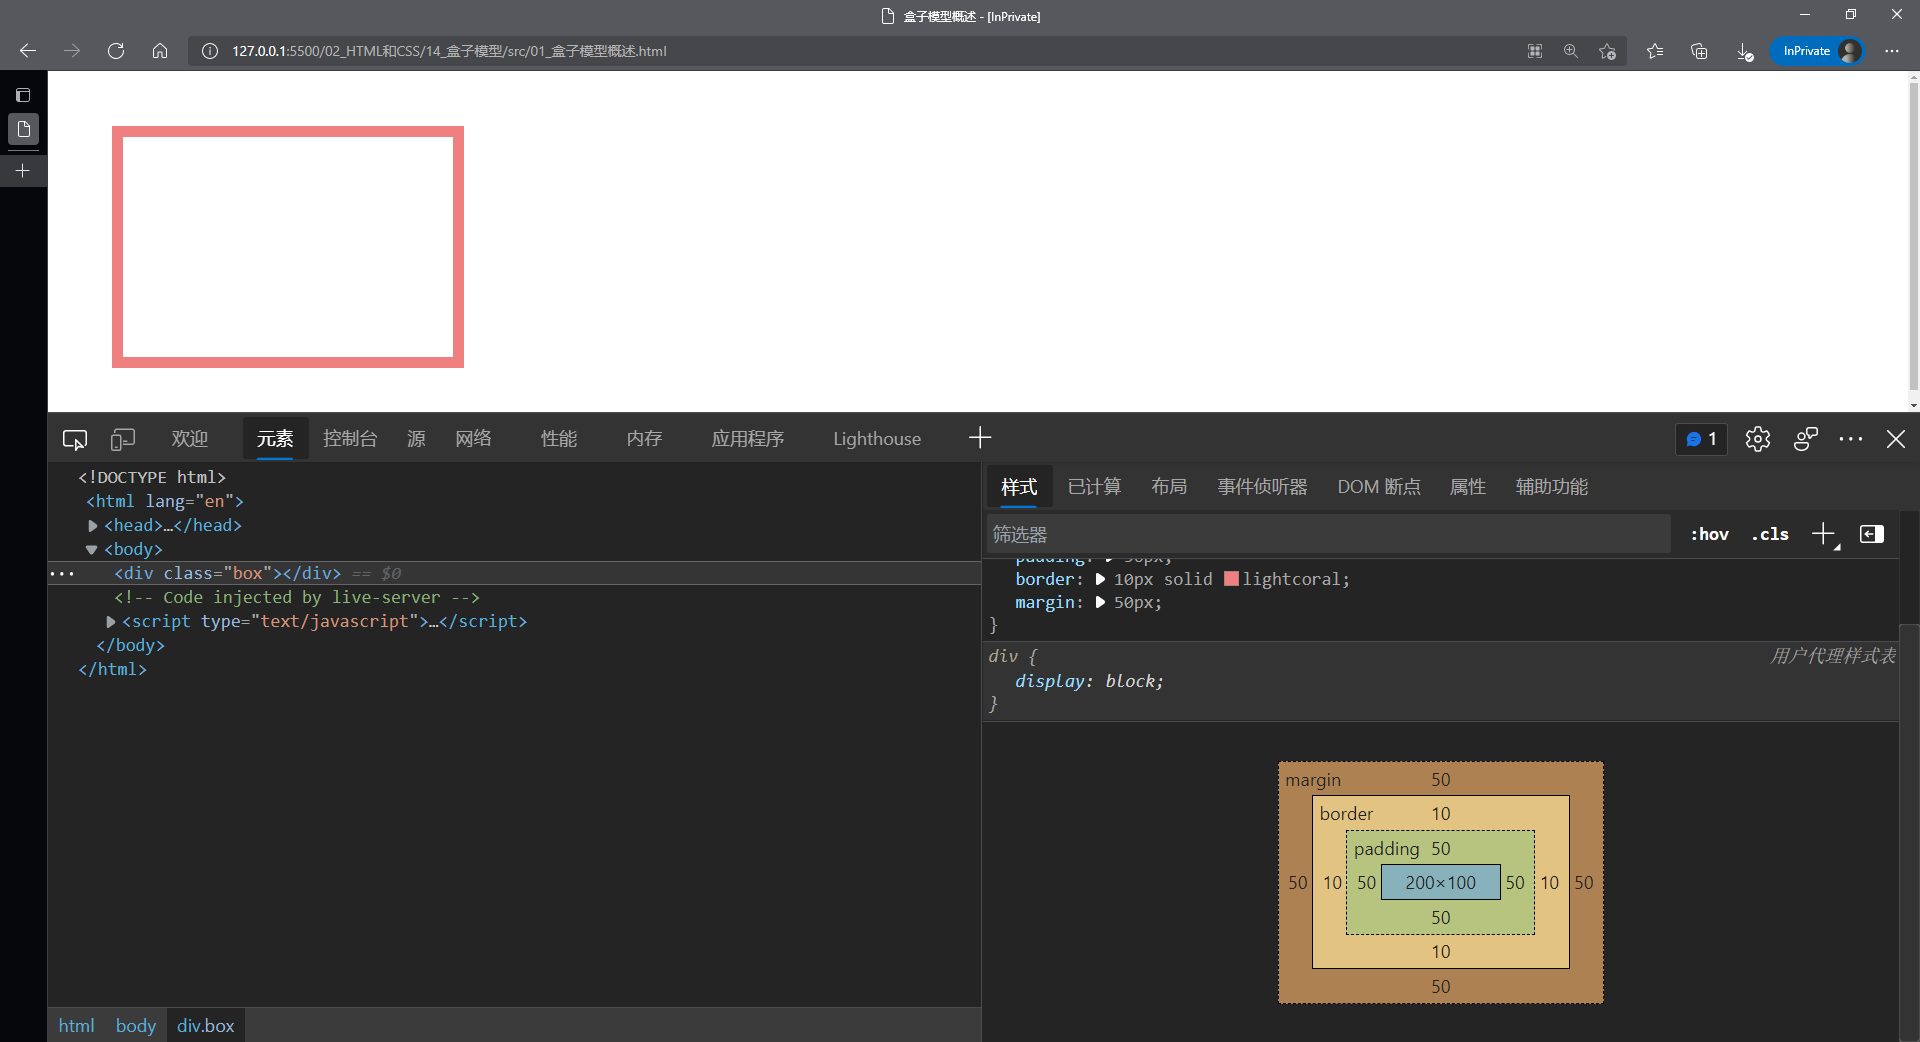 盒子模型概述 - [InPrivate]
127.0.0.1:5500/02_HTML和CSS/14_盒子模型/src/01_盒子模型概述.html
InPrivate
欢迎 元素 控制台 源 网络 性能 内存 应用程序 Lighthouse
1
<!DOCTYPE html>
<html lang="en">
<head>…</head>
<body>
<div class="box"></div> == $0
<!-- Code injected by live-server -->
<script type="text/javascript">…</script>
</body>
</html>
html body div.box
样式 已计算 布局 事件侦听器 DOM 断点 属性 辅助功能
筛选器 :hov .cls
padding: 50px;
border: 10px solid lightcoral;
margin: 50px;
}
div { 用户代理样式表
display: block;
}
margin 50
border 10
padding 50
50 10 50 200×100 50 10 50
50
10
50